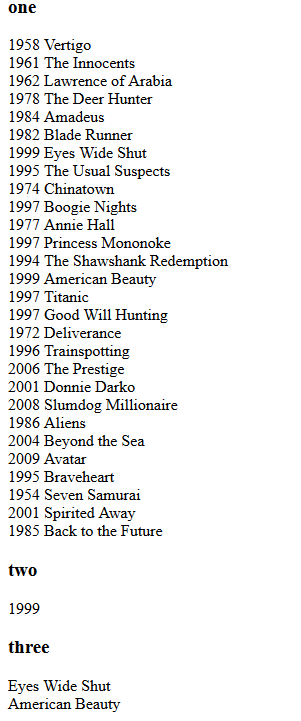 one
1958 Vertigo
1961 The Innocents
1962 Lawrence of Arabia
1978 The Deer Hunter
1984 Amadeus
1982 Blade Runner
1999 Eyes Wide Shut
1995 The Usual Suspects
1974 Chinatown
1997 Boogie Nights
1977 Annie Hall
1997 Princess Mononoke
1994 The Shawshank Redemption
1999 American Beauty
1997 Titanic
1997 Good Will Hunting
1972 Deliverance
1996 Trainspotting
2006 The Prestige
2001 Donnie Darko
2008 Slumdog Millionaire
1986 Aliens
2004 Beyond the Sea
2009 Avatar
1995 Braveheart
1954 Seven Samurai
2001 Spirited Away
1985 Back to the Future
two
1999
three
Eyes Wide Shut
American Beauty